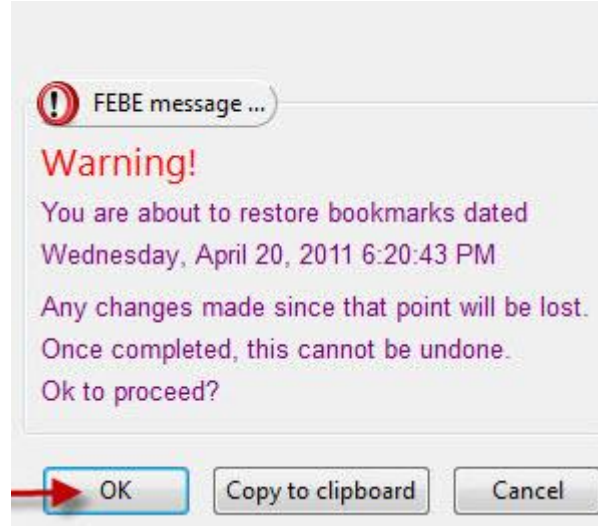 FEBE message ...
Warning!
You are about to restore bookmarks dated
Wednesday, April 20, 2011 6:20:43 PM
Any changes made since that point will be lost.
Once completed, this cannot be undone.
Ok to proceed?
OK Copy to clipboard Cancel